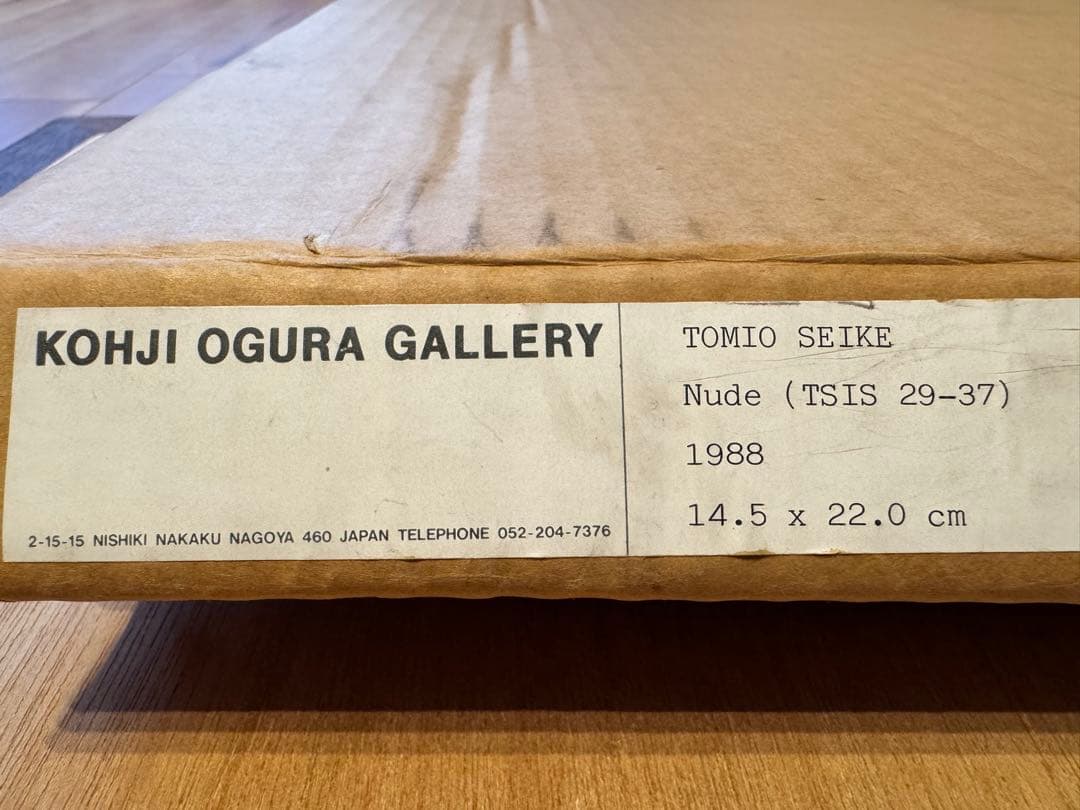 KOHJI OGURA GALLERY
2-15-15 NISHIKI NAKAKU NAGOYA 460 JAPAN TELEPHONE 052-204-7376
TOMIO SEIKE
Nude (TSIS 29-37)
1988
14.5 x 22.0 cm